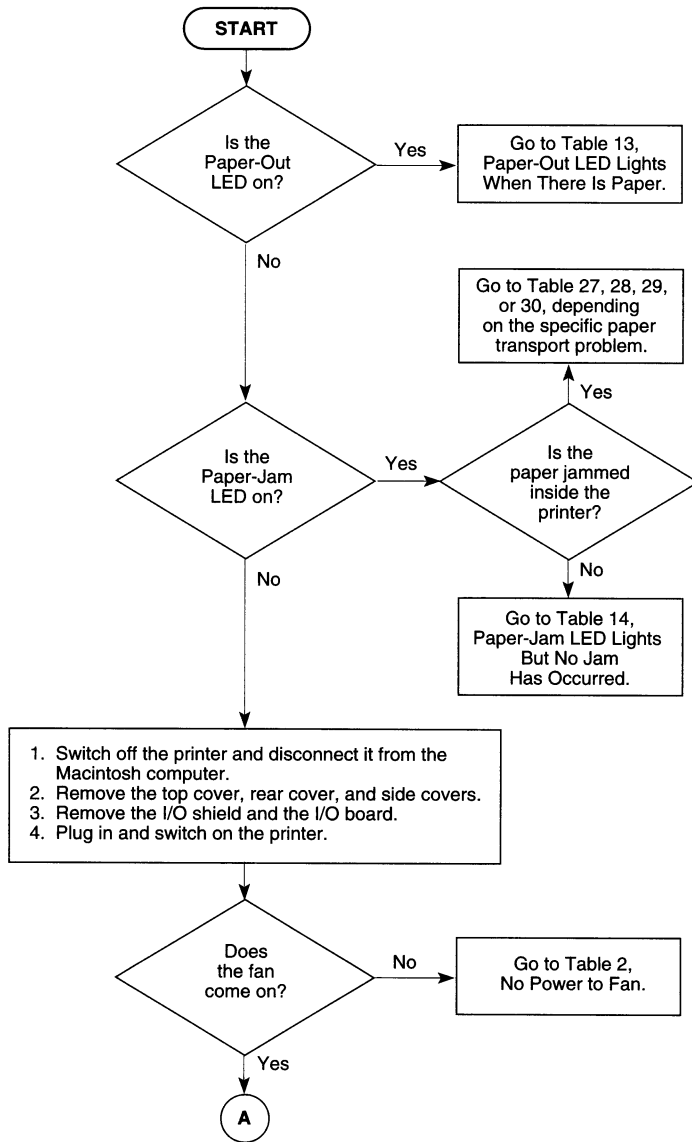 START
Is the
Paper-Out
LED on?
Yes
Go to Table 13,
Paper-Out LED Lights
When There Is Paper.
No
Go to Table 27, 28, 29,
or 30, depending
on the specific paper
transport problem.
Yes
Is the
Paper-Jam
LED on?
Yes
Is the
paper jammed
inside the
printer?
No
No
Go to Table 14,
Paper-Jam LED Lights
But No Jam
Has Occurred.
1. Switch off the printer and disconnect it from the
Macintosh computer.
2. Remove the top cover, rear cover, and side covers.
3. Remove the I/O shield and the I/O board.
4. Plug in and switch on the printer.
Does
the fan
come on?
No
Go to Table 2,
No Power to Fan.
Yes
A